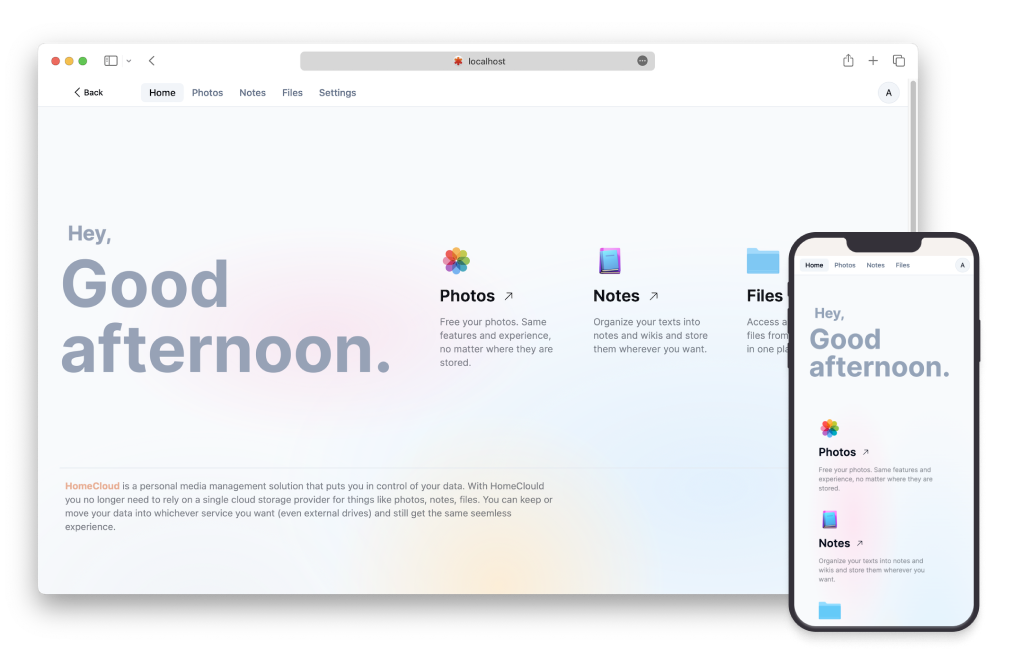 localhost
Back
Home Photos Notes Files Settings
A
Hey,
Good
afternoon.
Photos
Free your photos. Same
features and experience,
no matter where they are
stored.
Notes
Organize your texts into
notes and wikis and store
them wherever you want.
Files
Access a
files from
in one
HomeCloud is a personal media management solution that puts you in control of your data. With HomeClould
you no longer need to rely on a single cloud storage provider for things like photos, notes, files. You can keep or
move your data into whichever service you want (even external drives) and still get the same seemless
experience.
Home Photos Notes Files
A
Hey,
Good
afternoon.
Photos
Free your photos. Same features and
experience, no matter where they are
stored.
Notes
Organize your texts into notes and
wikis and store them wherever you
want.